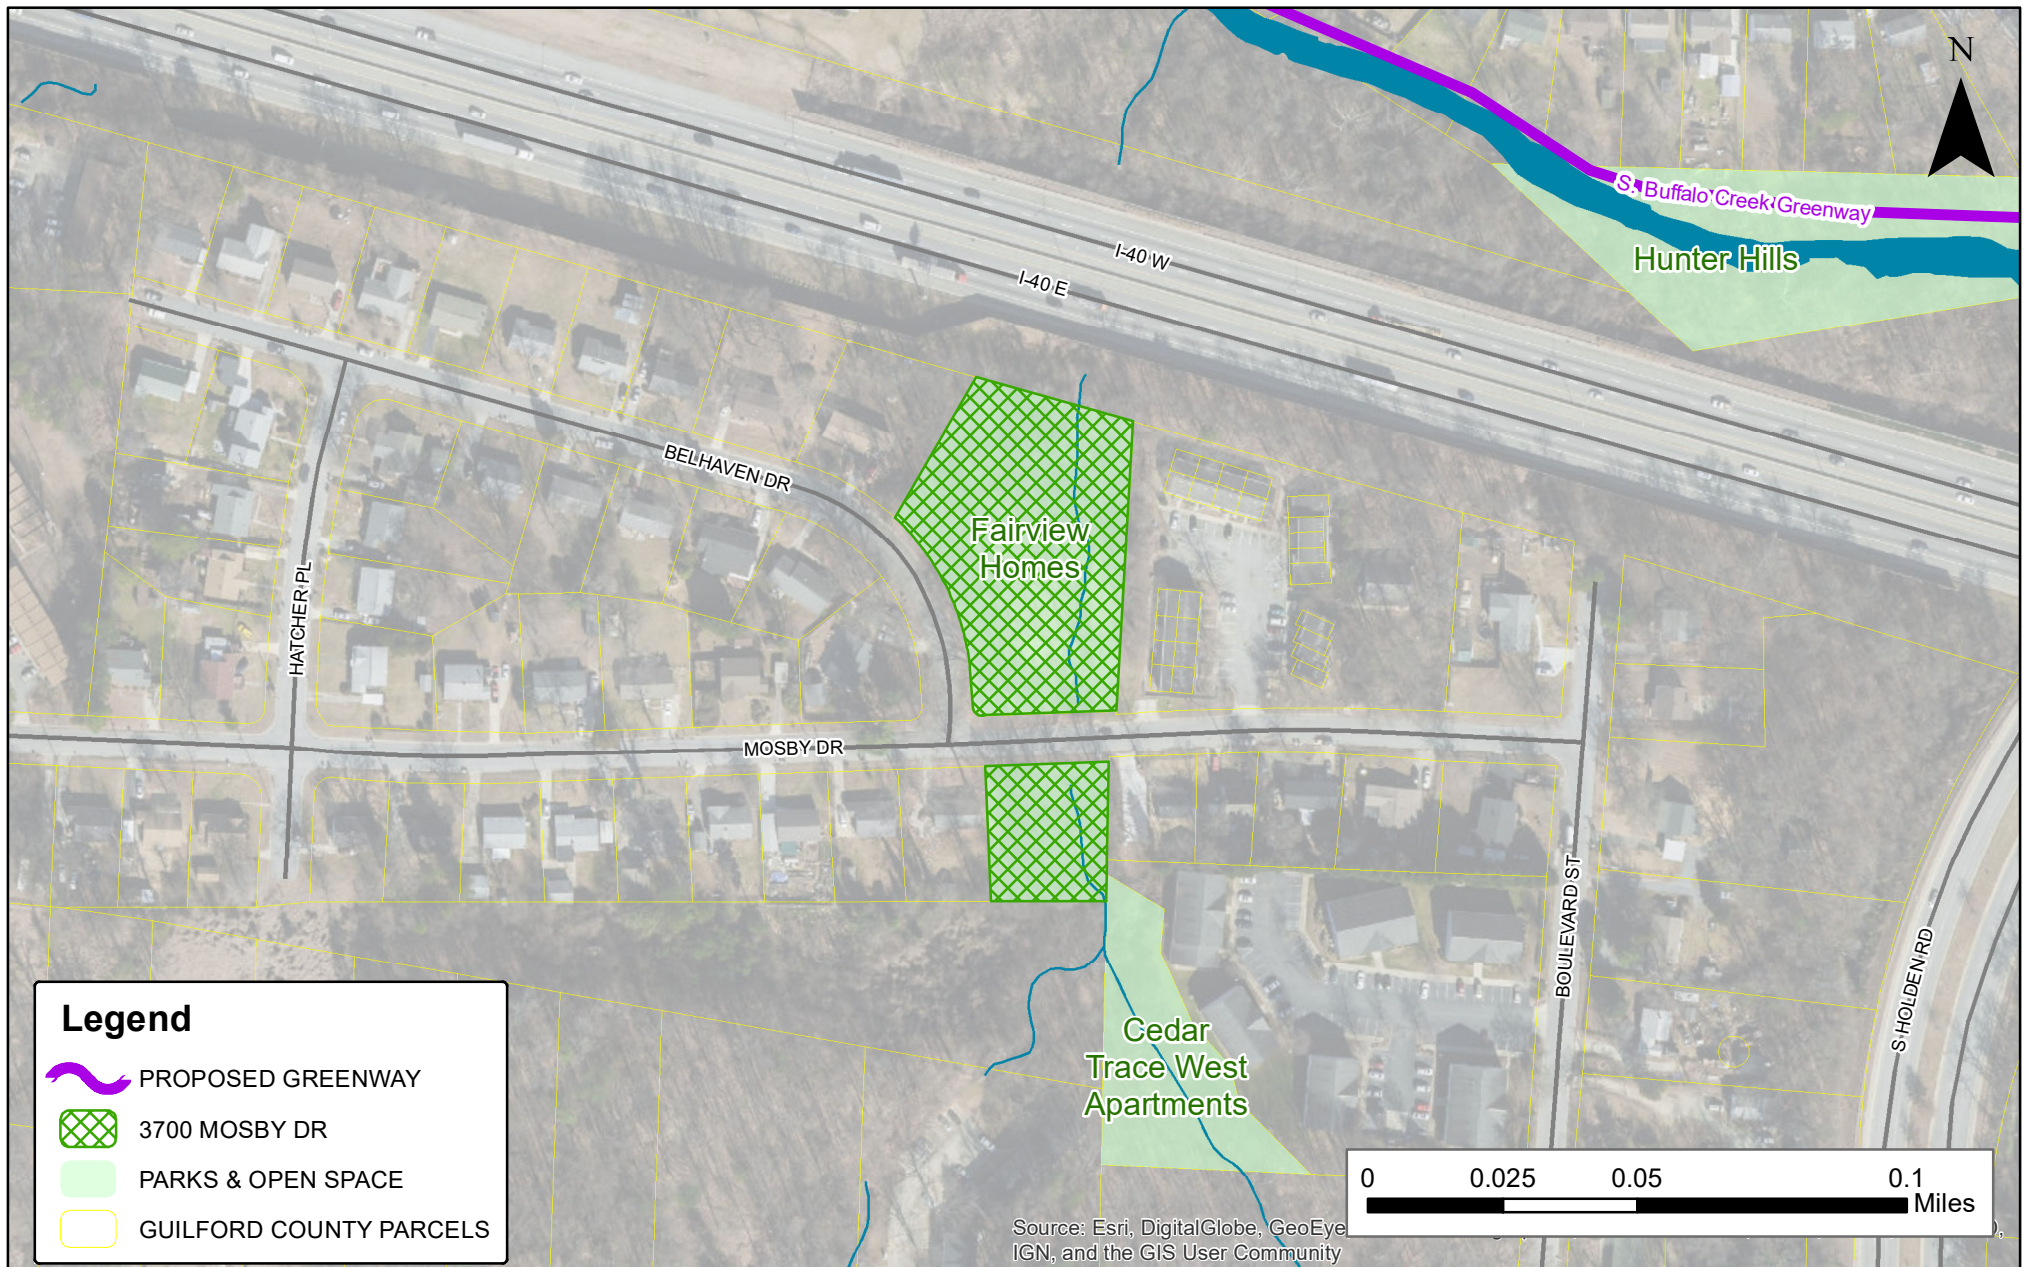 N
S. Buffalo Creek Greenway
Hunter Hills
I-40 W
I-40 E
BELHAVEN DR
Fairview
Homes
HATCHER PL
MOSBY DR
BOULEVARD ST
S HOLDEN RD
Cedar
Trace West
Apartments
Legend
PROPOSED GREENWAY
3700 MOSBY DR
PARKS & OPEN SPACE
GUILFORD COUNTY PARCELS
0 0.025 0.05 0.1
Miles
Source: Esri, DigitalGlobe, GeoEye
IGN, and the GIS User Community